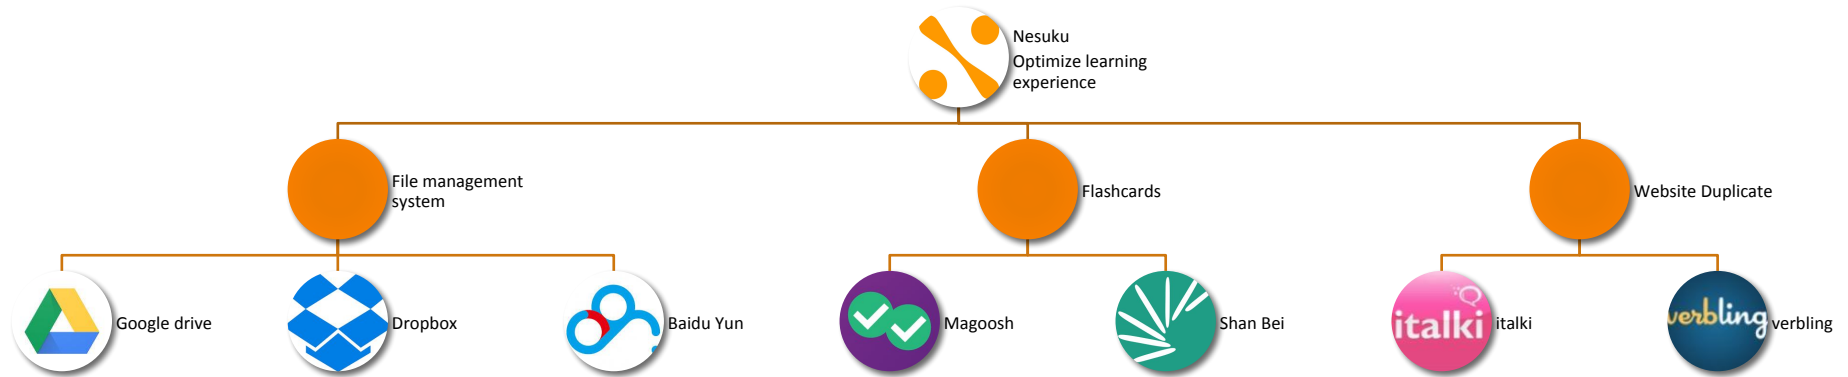 Nesuku
Optimize learning
experience
File management
system
Flashcards
Website Duplicate
Google drive
Dropbox
Baidu Yun
Magoosh
Shan Bei
italki
italki
verbling
verbling